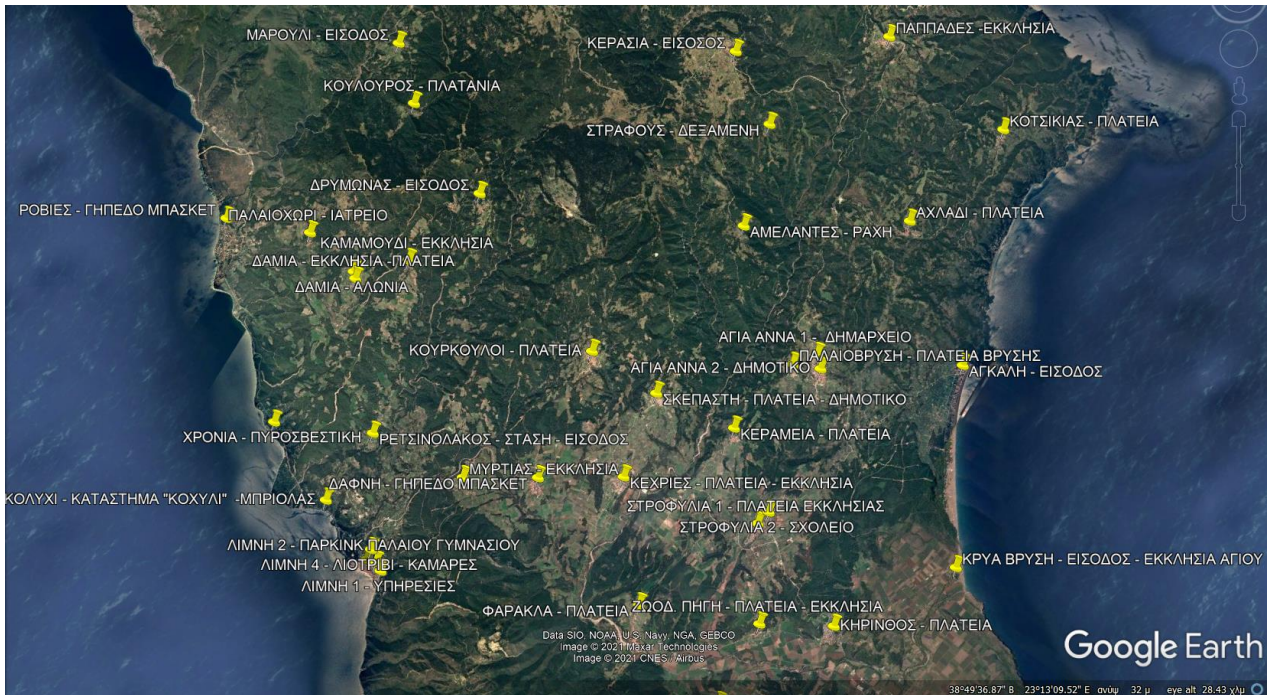 ΜΑΡΟΥΛΙ - ΕΙΣΟΔΟΣ
ΚΕΡΑΣΙΑ - ΕΙΣΟΣΟΣ
ΠΑΠΠΑΔΕΣ -ΕΚΚΛΗΣΙΑ
ΚΟΥΛΟΥΡΟΣ - ΠΛΑΤΑΝΙΑ
ΣΤΡΑΦΟΥΣ - ΔΕΞΑΜΕΝΗ
ΚΟΤΣΙΚΙΑΣ - ΠΛΑΤΕΙΑ
ΔΡΥΜΩΝΑΣ - ΕΙΣΟΔΟΣ
ΡΟΒΙΕΣ - ΓΗΠΕΔΟ ΜΠΑΣΚΕΤ
ΠΑΛΑΙΟΧΩΡΙ - ΙΑΤΡΕΙΟ
ΑΧΛΑΔΙ - ΠΛΑΤΕΙΑ
ΑΜΕΛΑΝΤΕΣ - ΡΑΧΗ
ΚΑΜΑΜΟΥΔΙ - ΕΚΚΛΗΣΙΑ
ΔΑΜΙΑ - ΕΚΚΛΗΣΙΑ -ΠΛΑΤΕΙΑ
ΔΑΜΙΑ - ΑΛΩΝΙΑ
ΑΓΙΑ ΑΝΝΑ 1 - ΔΗΜΑΡΧΕΙΟ
ΚΟΥΡΚΟΥΛΟΙ - ΠΛΑΤΕΙΑ
ΠΑΛΑΙΟΒΡΥΣΗ - ΠΛΑΤΕΙΑ ΒΡΥΣΗΣ
ΑΓΙΑ ΑΝΝΑ 2 - ΔΗΜΟΤΙΚΟ
ΑΓΚΑΛΗ - ΕΙΣΟΔΟΣ
ΣΚΕΠΑΣΤΗ - ΠΛΑΤΕΙΑ - ΔΗΜΟΤΙΚΟ
ΧΡΟΝΙΑ - ΠΥΡΟΣΒΕΣΤΙΚΗ
ΡΕΤΣΙΝΟΛΑΚΟΣ - ΣΤΑΣΗ - ΕΙΣΟΔΟΣ
ΚΕΡΑΜΕΙΑ - ΠΛΑΤΕΙΑ
ΜΥΡΤΙΑΣ - ΕΚΚΛΗΣΙΑ
ΔΑΦΝΗ - ΓΗΠΕΔΟ ΜΠΑΣΚΕΤ
ΚΕΧΡΙΕΣ - ΠΛΑΤΕΙΑ - ΕΚΚΛΗΣΙΑ
ΚΟΛΥΧΙ - ΚΑΤΑΣΤΗΜΑ "ΚΟΧΥΛΙ" -ΜΠΡΙΟΛΑΣ
ΣΤΡΟΦΥΛΙΑ 1 - ΠΛΑΤΕΙΑ ΕΚΚΛΗΣΙΑΣ
ΣΤΡΟΦΥΛΙΑ 2 - ΣΧΟΛΕΙΟ
ΛΙΜΝΗ 2 - ΠΑΡΚΙΝΚ ΠΑΛΑΙΟΥ ΓΥΜΝΑΣΙΟΥ
ΛΙΜΝΗ 4 - ΛΙΟΤΡΙΒΙ - ΚΑΜΑΡΕΣ
ΛΙΜΝΗ 1 - ΥΠΗΡΕΣΙΕΣ
ΚΡΥΑ ΒΡΥΣΗ - ΕΙΣΟΔΟΣ - ΕΚΚΛΗΣΙΑ ΑΓΙΟΥ
ΦΑΡΑΚΛΑ - ΠΛΑΤΕΙΑ
ΖΩΟΔ. ΠΗΓΗ - ΠΛΑΤΕΙΑ - ΕΚΚΛΗΣΙΑ
ΚΗΡΙΝΘΟΣ - ΠΛΑΤΕΙΑ
Data SIO, NOAA, U.S. Navy, NGA, GEBCO
Image © 2021 Maxar Technologies
Image © 2021 CNES / Airbus
Google Earth
38°49'36.87" Β 23°13'09.52" Ε ανύψ 32 μ eye alt 28.43 χλμ